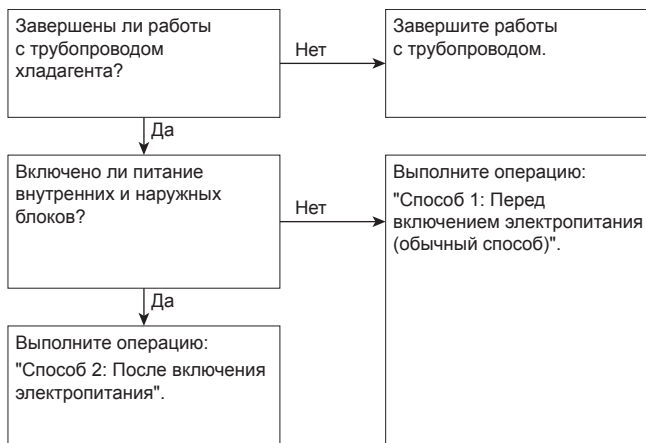 Завершены ли работы
с трубопроводом
хладагента?
Нет
Завершите работы
с трубопроводом.
Да
Включено ли питание
внутренних и наружных
блоков?
Нет
Выполните операцию:
"Способ 1: Перед
включением электропитания
(обычный способ)".
Да
Выполните операцию:
"Способ 2: После включения
электропитания".